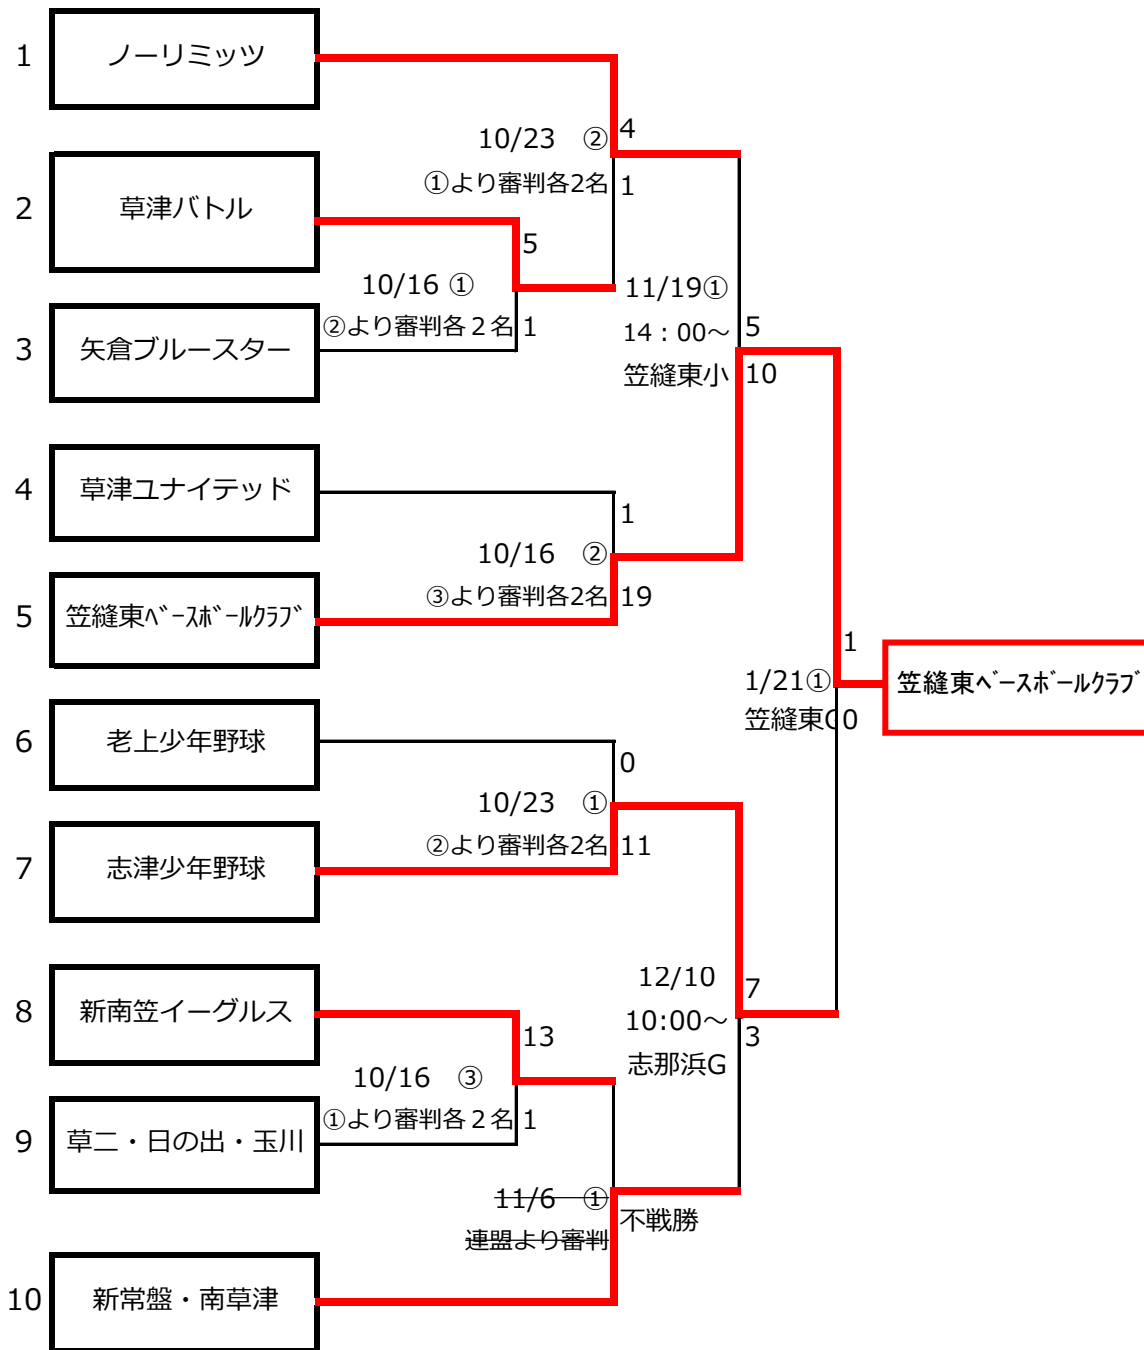 1
ノーリミッツ
10/23 ②
4
①より審判各2名
1
2
草津バトル
5
10/16 ①
②より審判各２名
1
3
矢倉ブルースター
11/19①
14：00～
5
笠縫東小
10
4
草津ユナイテッド
1
10/16 ②
③より審判各2名
19
5
笠縫東ﾍﾞｰｽﾎﾞｰﾙｸﾗﾌﾞ
1
1/21①
笠縫東G
0
笠縫東ﾍﾞｰｽﾎﾞｰﾙｸﾗﾌﾞ
6
老上少年野球
0
10/23 ①
②より審判各2名
11
7
志津少年野球
12/10
7
10:00～
3
志那浜G
8
新南笠イーグルス
13
10/16 ③
①より審判各２名
1
9
草二・日の出・玉川
11/6 ①
連盟より審判
不戦勝
10
新常盤・南草津